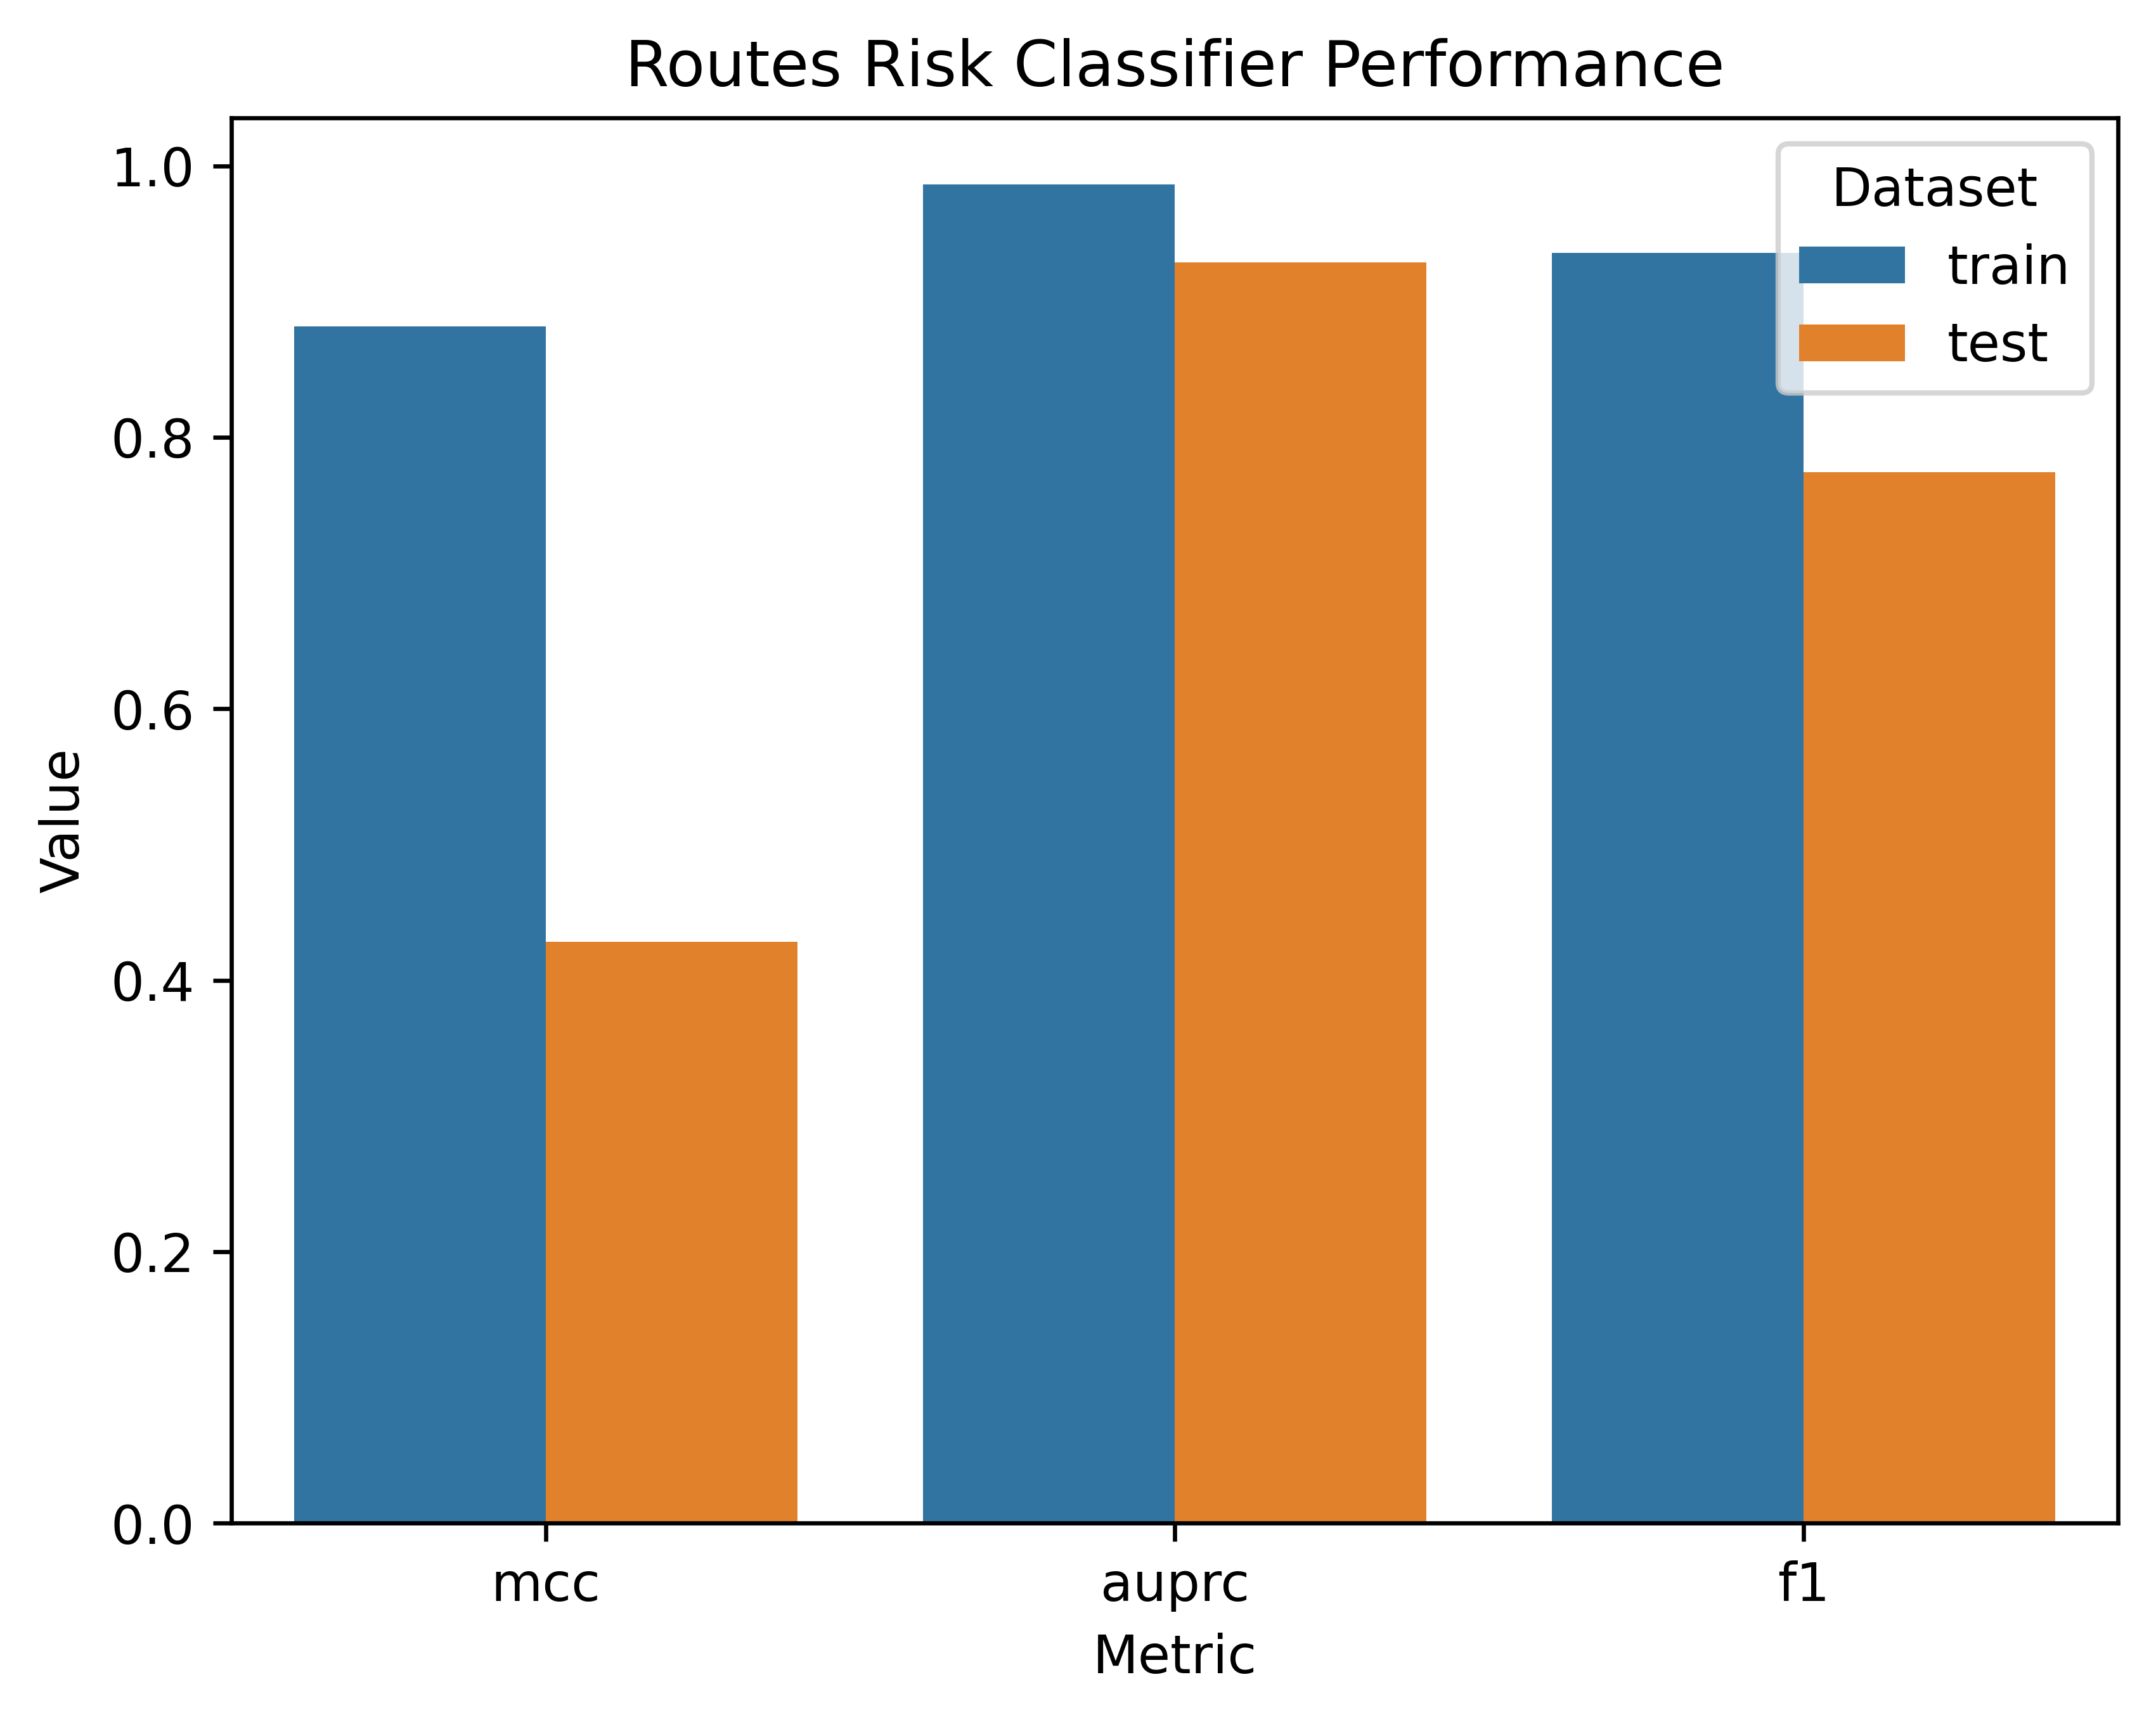 Routes Risk Classifier Performance
1.0
0.8
0.6
0.4
0.2
0.0
Value
Dataset
train
test
mcc
auprc
f1
Metric